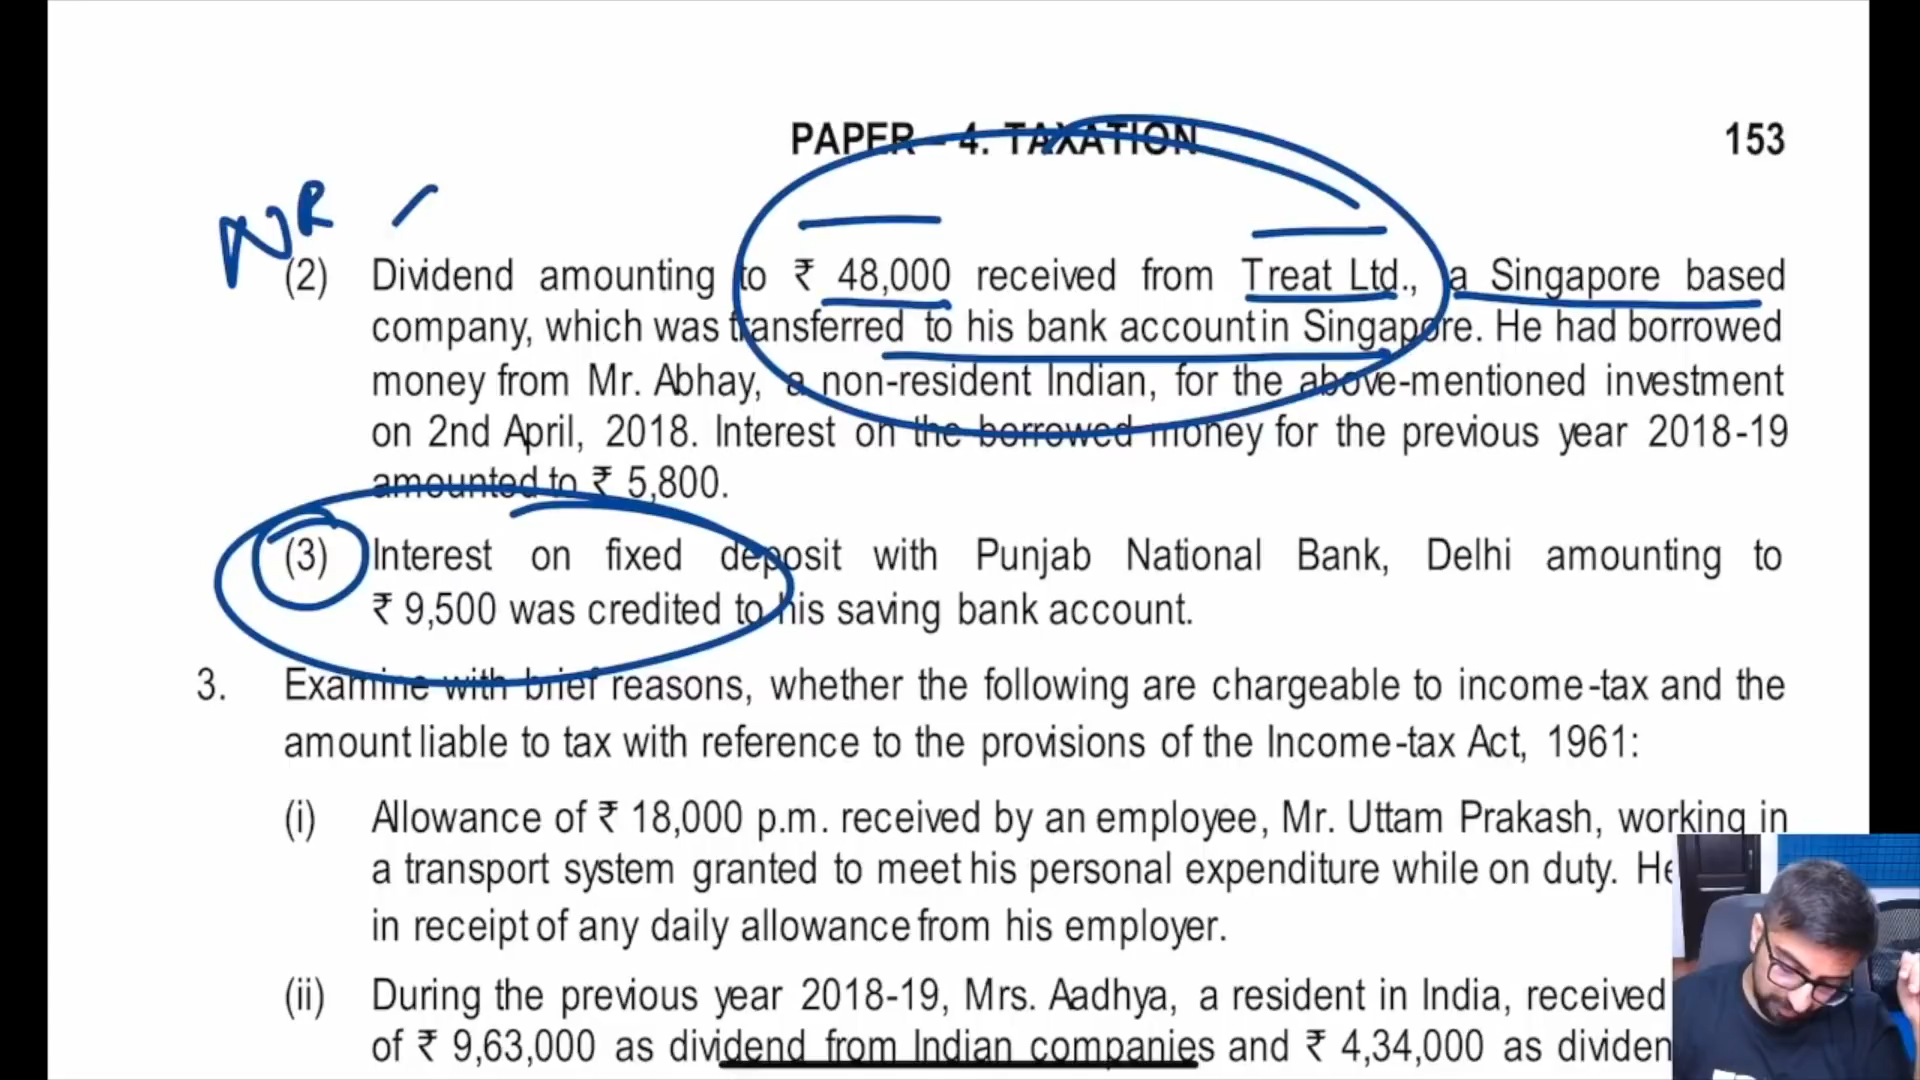 PAPER – 4. TAXATION 153
NR
(2) Dividend amounting to ₹ 48,000 received from Treat Ltd., a Singapore based
company, which was transferred to his bank account in Singapore. He had borrowed
money from Mr. Abhay, a non-resident Indian, for the above-mentioned investment
on 2nd April, 2018. Interest on the borrowed money for the previous year 2018-19
amounted to ₹ 5,800.
(3) Interest on fixed deposit with Punjab National Bank, Delhi amounting to
₹ 9,500 was credited to his saving bank account.
3. Examine with brief reasons, whether the following are chargeable to income-tax and the
amount liable to tax with reference to the provisions of the Income-tax Act, 1961:
(i) Allowance of ₹ 18,000 p.m. received by an employee, Mr. Uttam Prakash, working in
a transport system granted to meet his personal expenditure while on duty. He
in receipt of any daily allowance from his employer.
(ii) During the previous year 2018-19, Mrs. Aadhya, a resident in India, received
of ₹ 9,63,000 as dividend from Indian companies and ₹ 4,34,000 as dividen